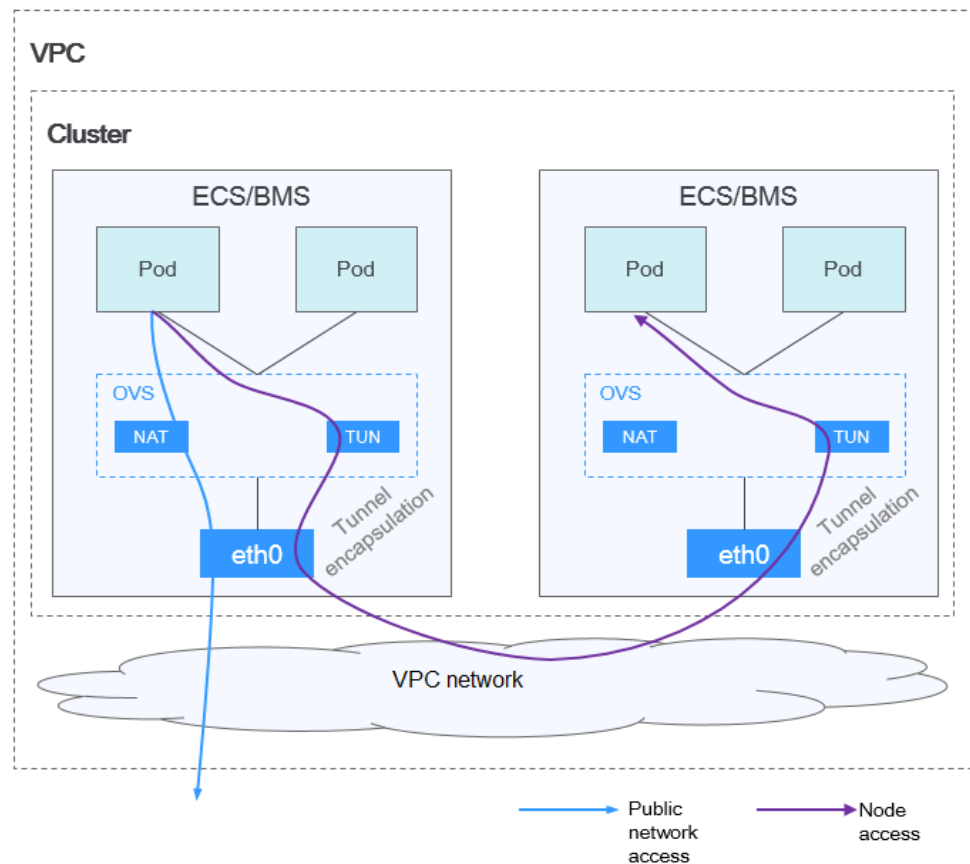 VPC
Cluster
ECS/BMS
Pod
Pod
OVS
NAT
TUN
Tunnel
encapsulation
eth0
ECS/BMS
Pod
Pod
OVS
NAT
TUN
Tunnel
encapsulation
eth0
VPC network
Public
network
access
Node
access